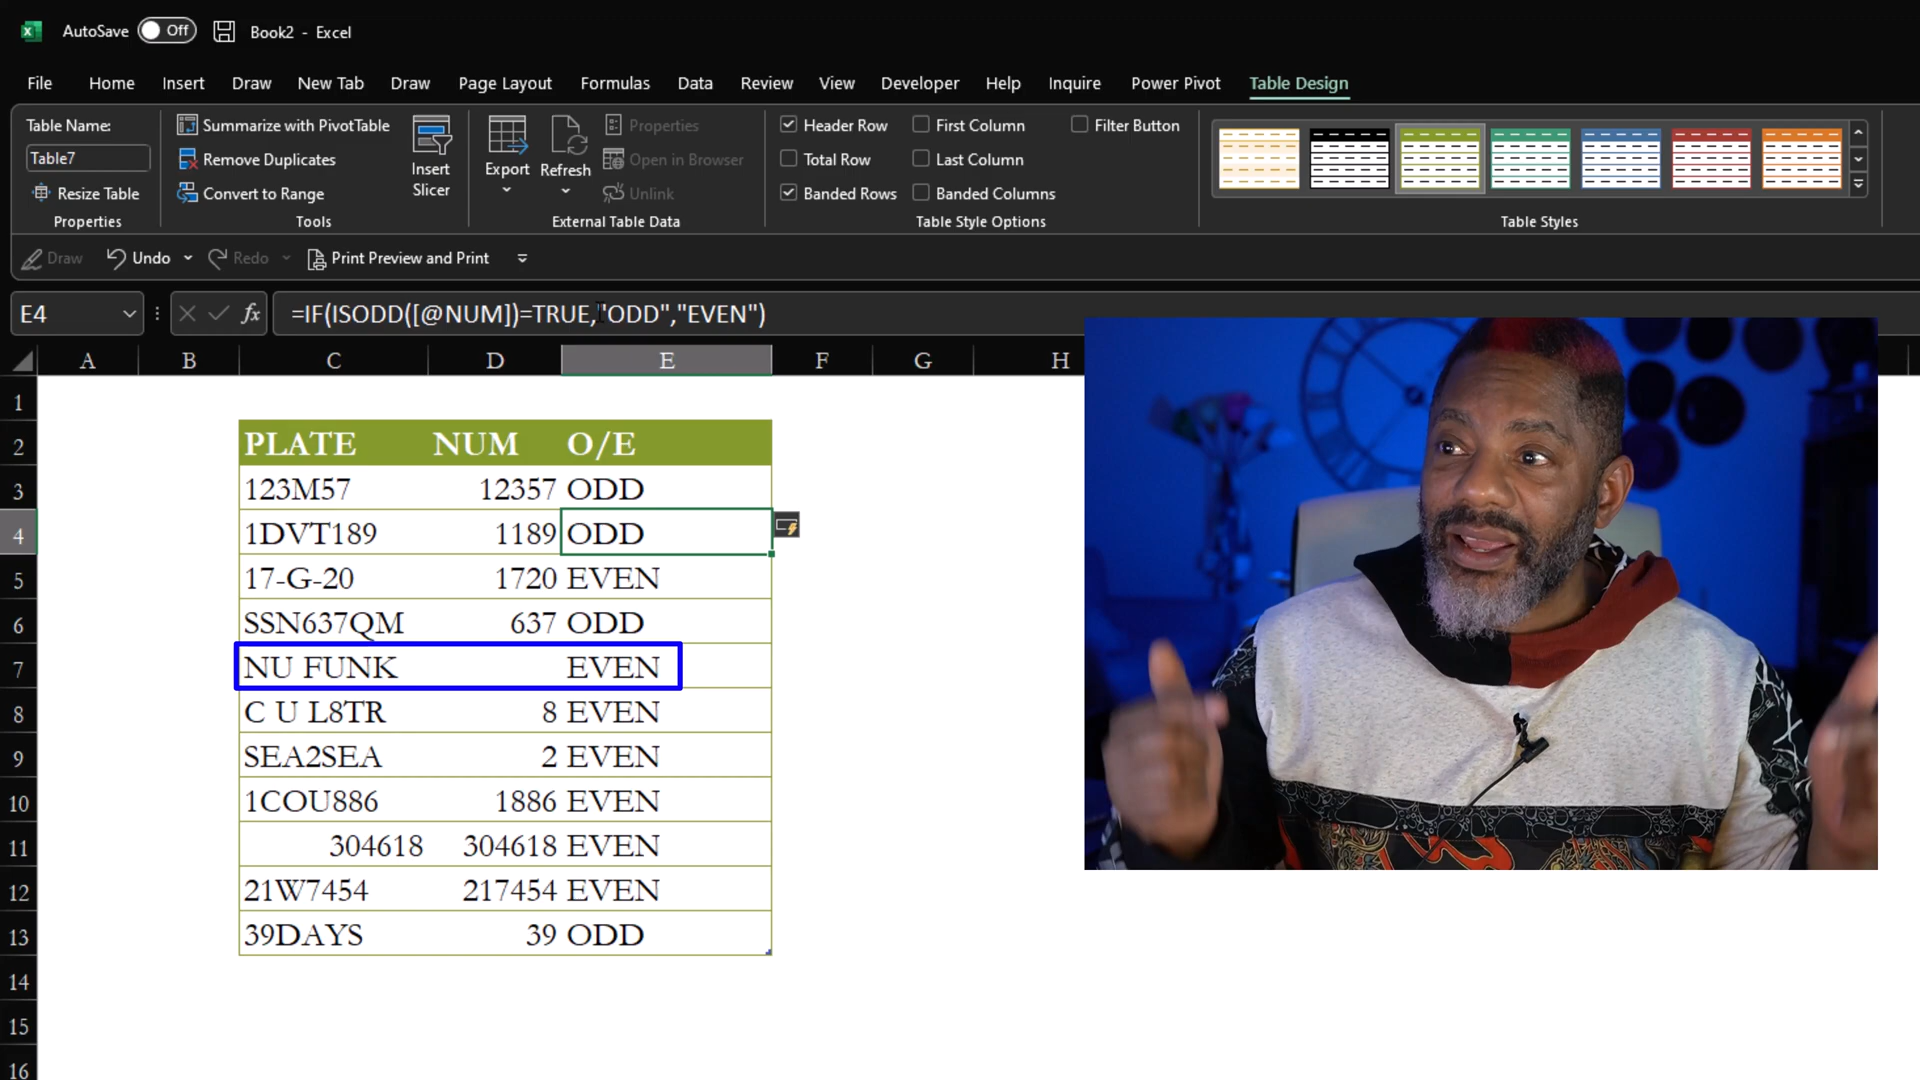 AutoSave Off Book2 - Excel
File Home Insert Draw New Tab Draw Page Layout Formulas Data Review View Developer Help Inquire Power Pivot Table Design
Table Name:
Table7
Resize Table
Properties
Summarize with PivotTable
Remove Duplicates
Convert to Range
Tools
Insert
Slicer
Export
Refresh
Properties
Open in Browser
Unlink
External Table Data
Header Row First Column Filter Button
Total Row Last Column
Banded Rows Banded Columns
Table Style Options
Table Styles
Draw Undo Redo Print Preview and Print
E4 fx =IF(ISODD([@NUM])=TRUE,"ODD","EVEN")
A B C D E F G H
1
2 PLATE NUM O/E
3 123M57 12357 ODD
4 1DVT189 1189 ODD
5 17-G-20 1720 EVEN
6 SSN637QM 637 ODD
7 NU FUNK EVEN
8 C U L8TR 8 EVEN
9 SEA2SEA 2 EVEN
10 1COU886 1886 EVEN
11 304618 304618 EVEN
12 21W7454 217454 EVEN
13 39DAYS 39 ODD
14
15
16